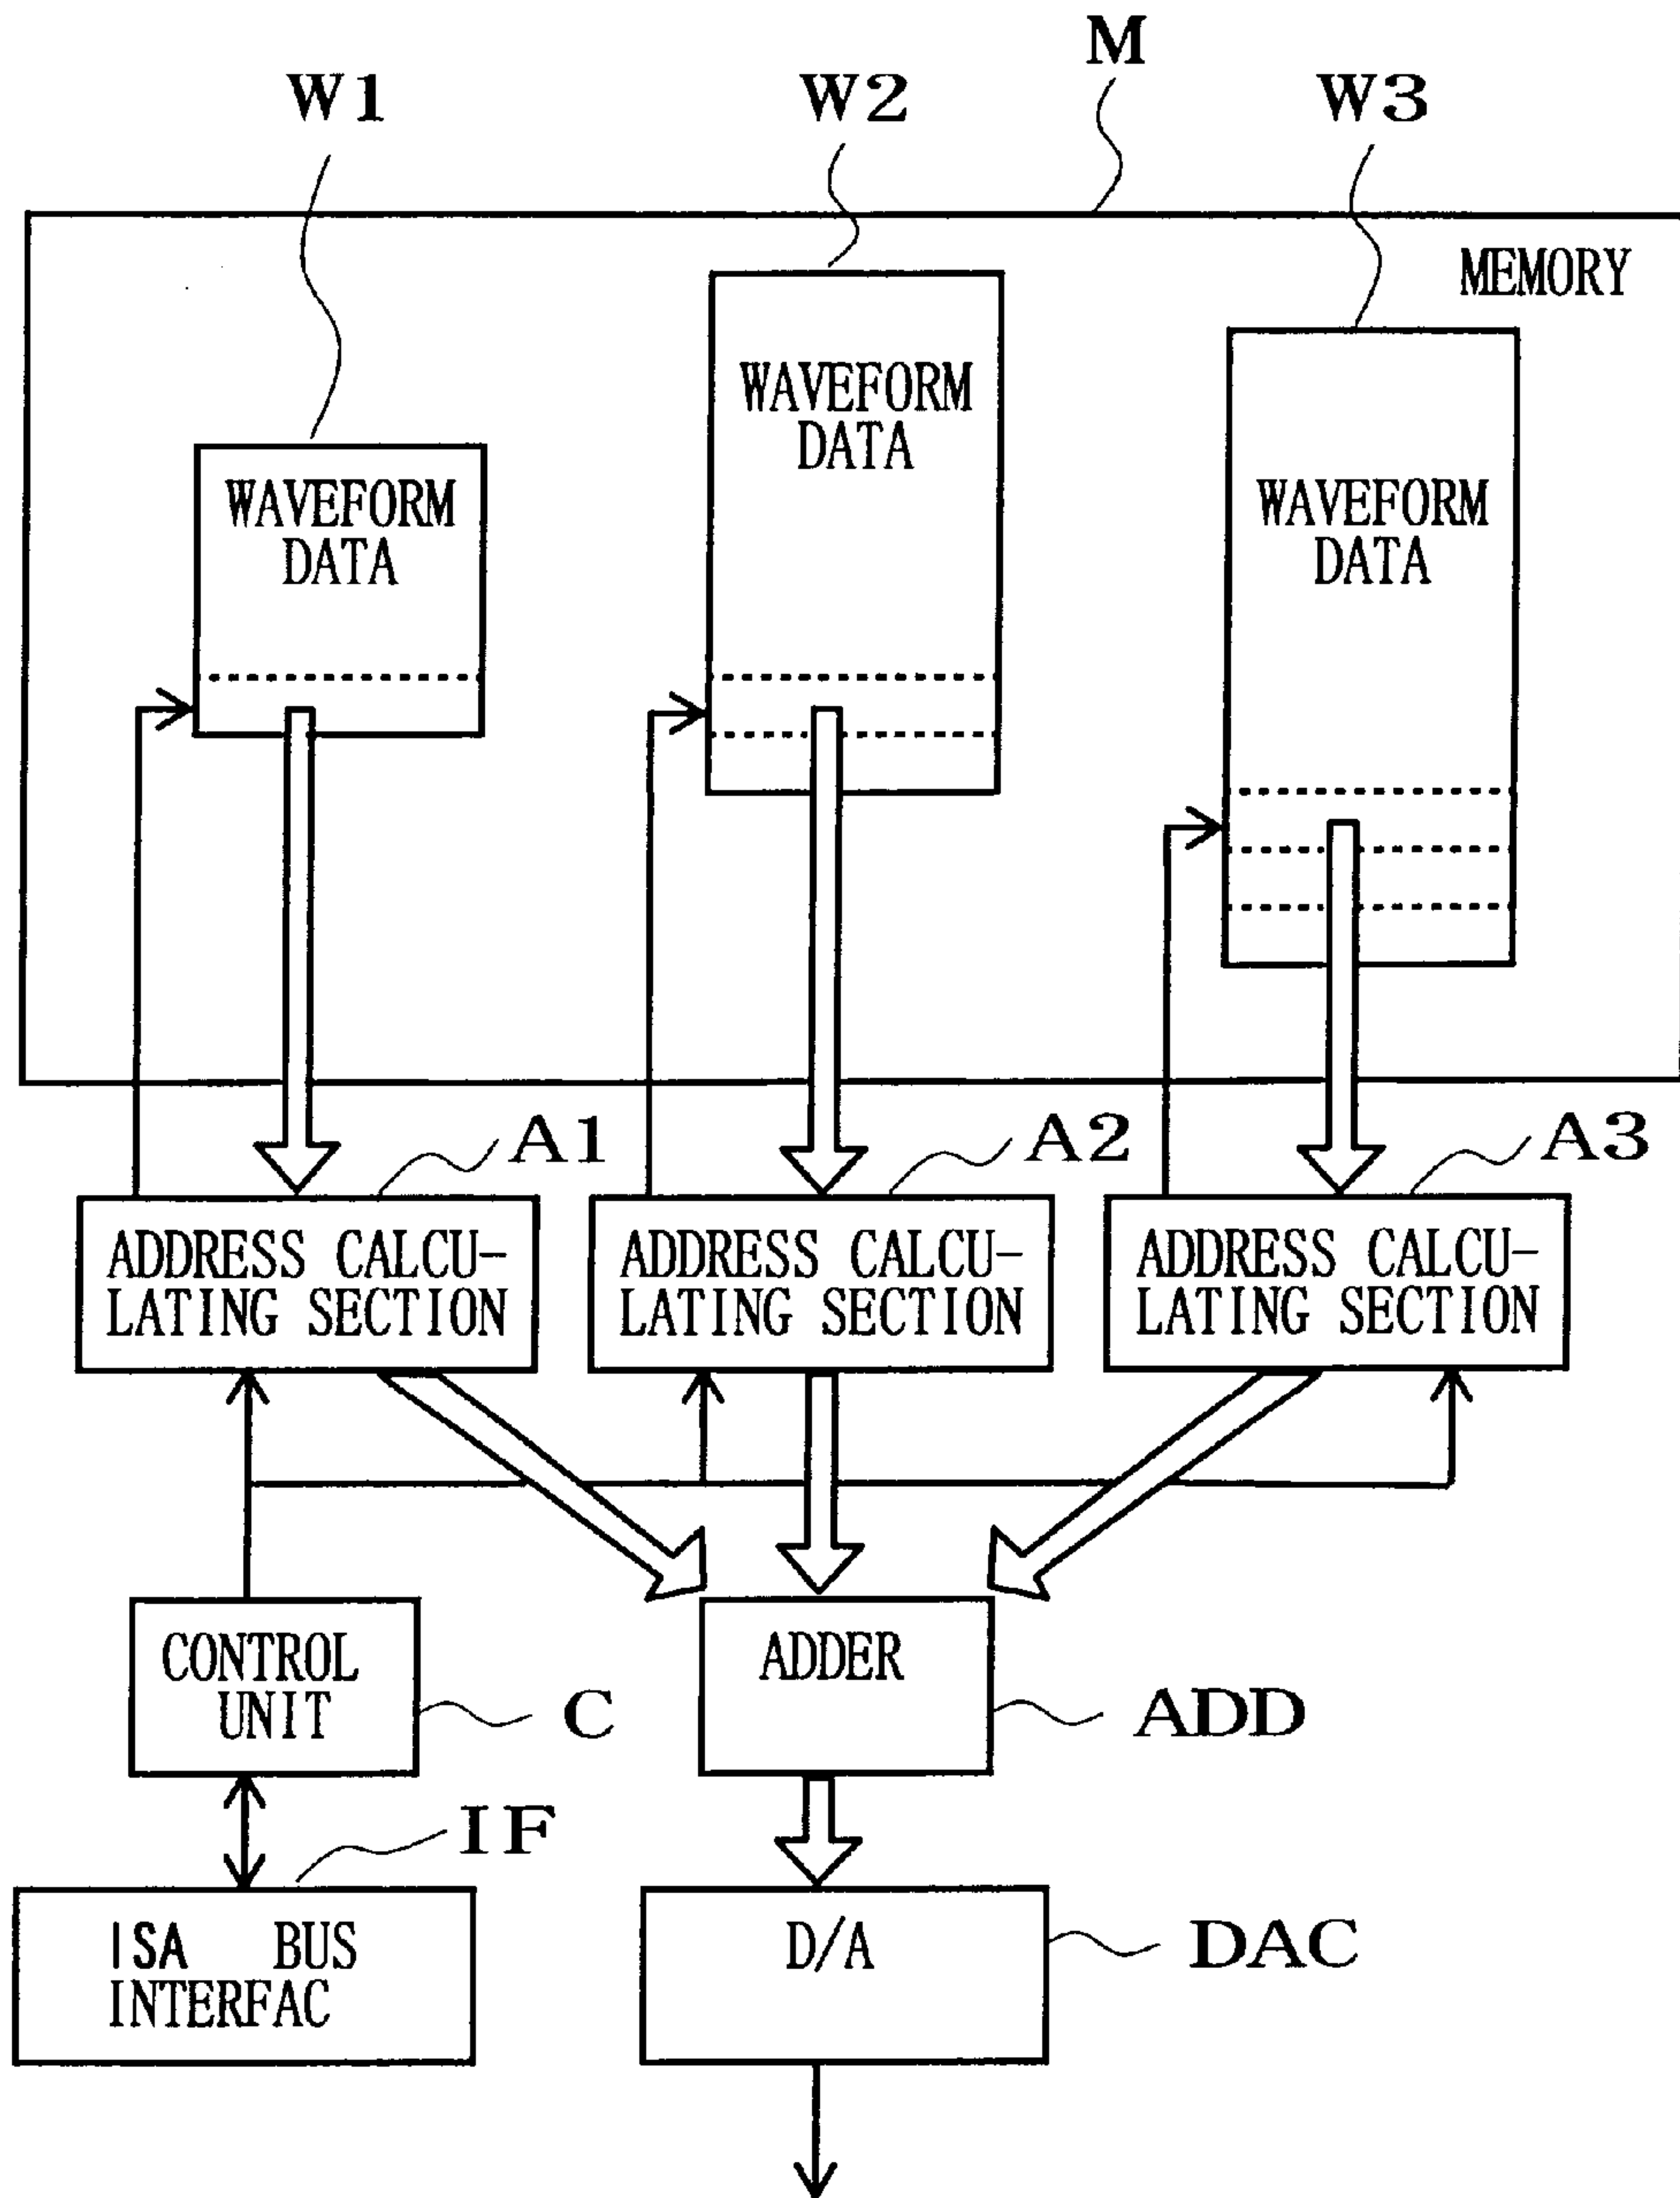 M
W1
W2
W3
MEMORY
WAVEFORM
DATA
WAVEFORM
DATA
WAVEFORM
DATA
A1
A2
A3
ADDRESS CALCU-
LATING SECTION
ADDRESS CALCU-
LATING SECTION
ADDRESS CALCU-
LATING SECTION
CONTROL
UNIT
C
ADDER
ADD
IF
ISA BUS
INTERFAC
D/A
DAC